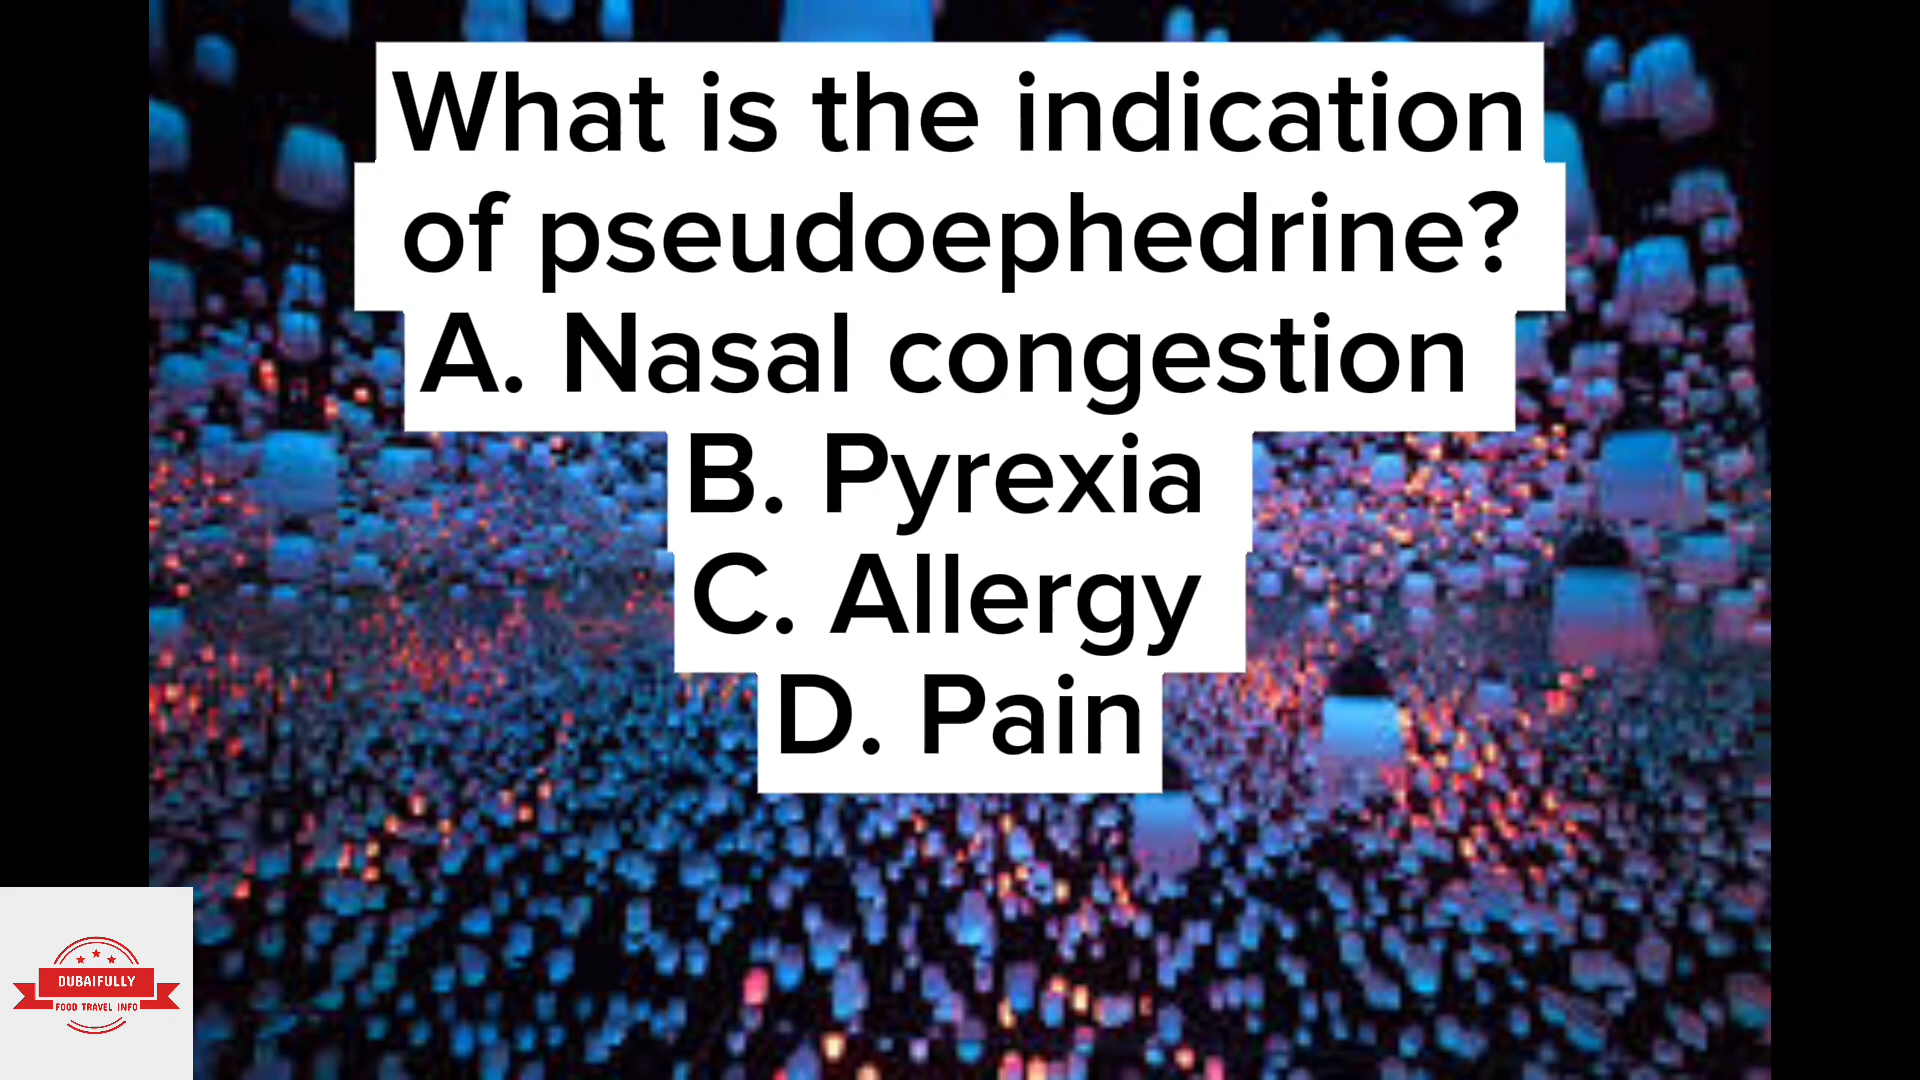 What is the indication
of pseudoephedrine?
A. Nasal congestion
B. Pyrexia
C. Allergy
D. Pain
DUBAIFULLY
FOOD TRAVEL INFO